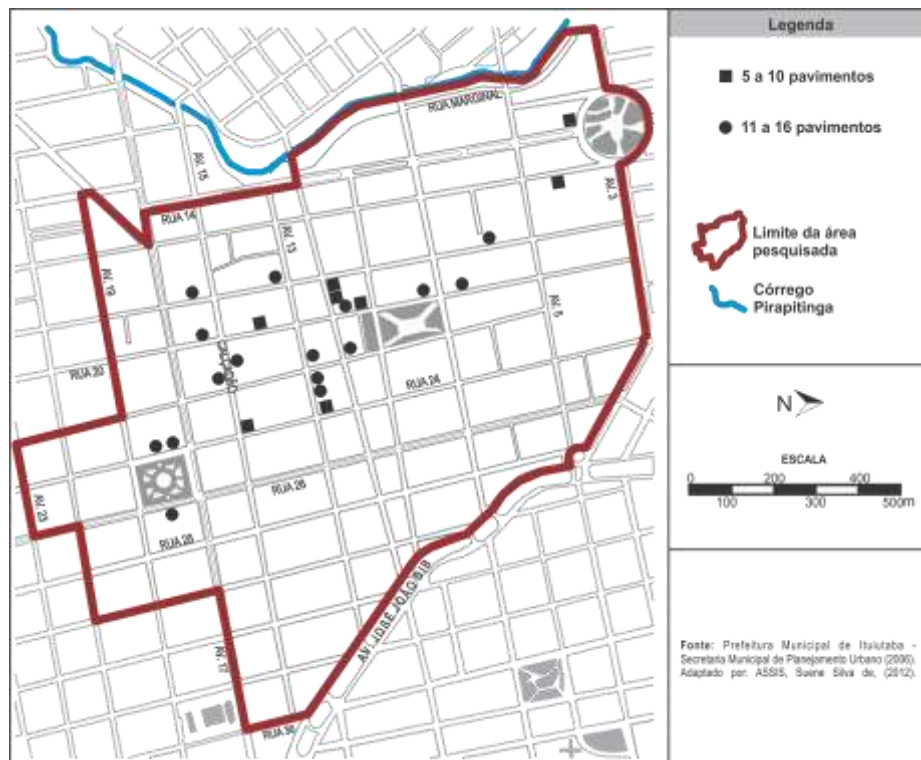 Legenda
5 a 10 pavimentos
11 a 16 pavimentos
Limite da área
pesquisada
Córrego
Pirapitinga
N
ESCALA
0 200 400
100 300 500m
Fonte: Prefeitura Municipal de Ituiutaba -
Secretaria Municipal de Planejamento Urbano (2006).
Adaptado por: ASSIS, Suene Silva de, (2012).
RUA MARGINAL
AV. 15
AV. 3
RUA 14
AV. 13
AV. 19
AV. 5
CALÇADÃO
RUA 20
RUA 24
RUA 26
AV. 23
RUA 28
AV. JOSÉ JOÃO DIB
AV. 17